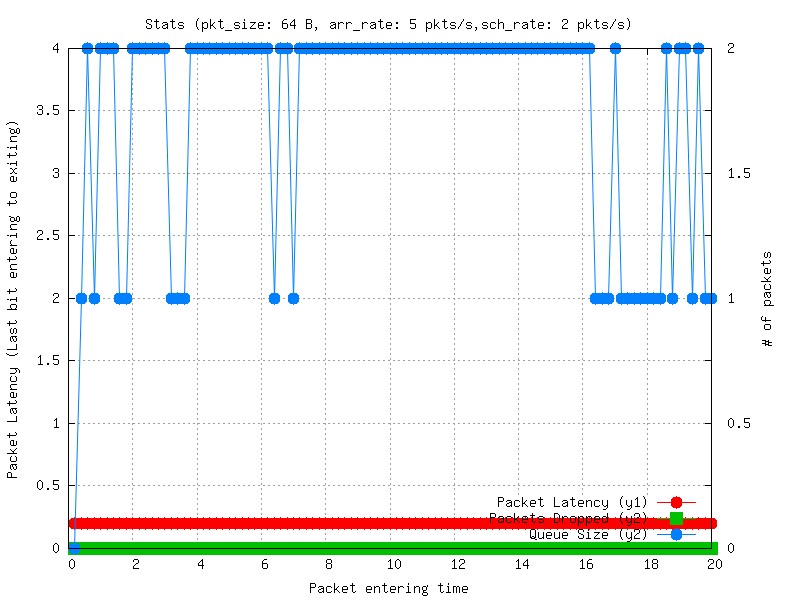 Stats (pkt_size: 64 B, arr_rate: 5 pkts/s,sch_rate: 2 pkts/s)
Packet Latency (Last bit entering to exiting)
4
3.5
3
2.5
2
1.5
1
0.5
0
2
1.5
1
0.5
0
# of packets
Packet Latency (y1)
Packets Dropped (y2)
Queue Size (y2)
0 2 4 6 8 10 12 14 16 18 20
Packet entering time